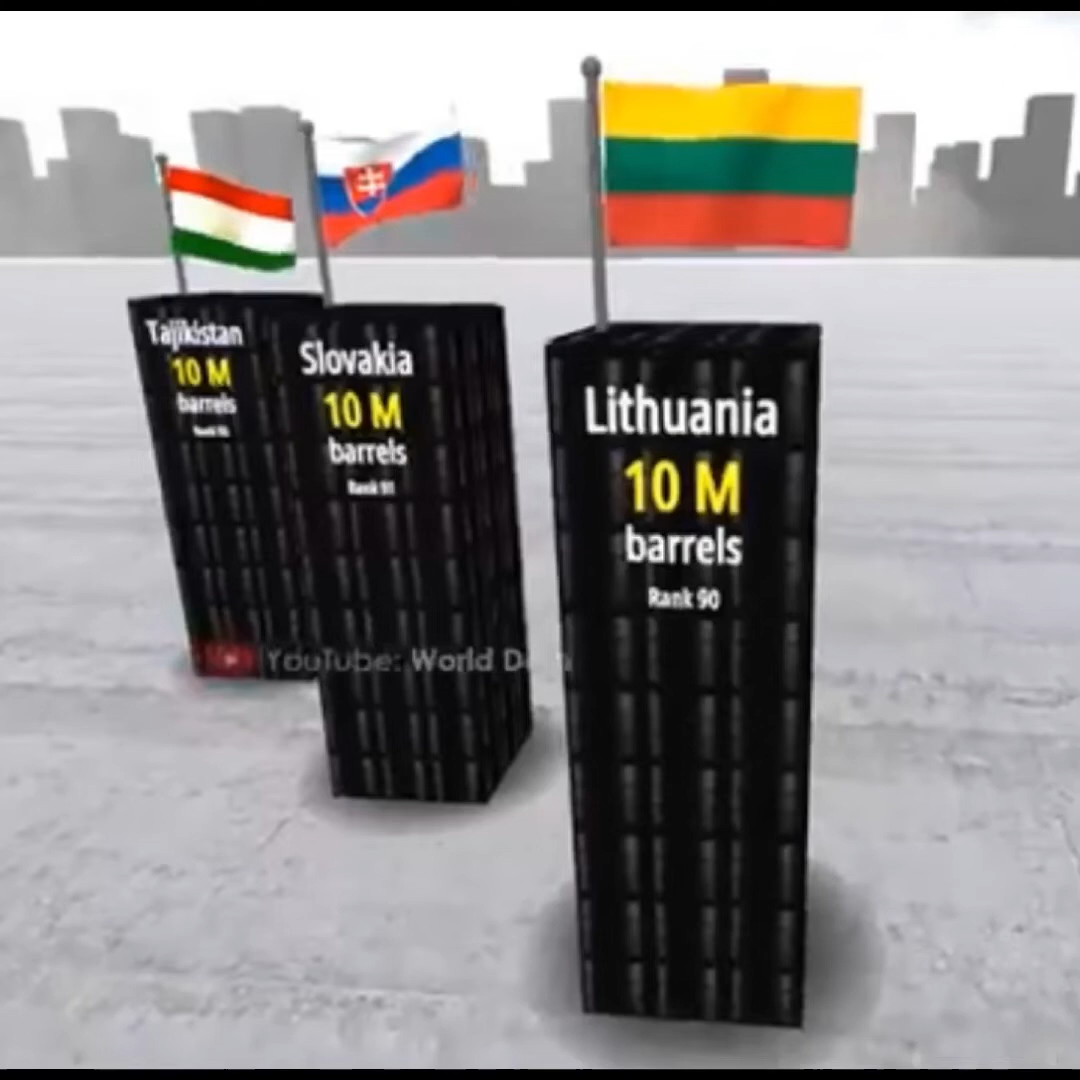 Tajikistan
10 M
barrels
Slovakia
10 M
barrels
Rank 91
Lithuania
10 M
barrels
Rank 90
YouTube: World